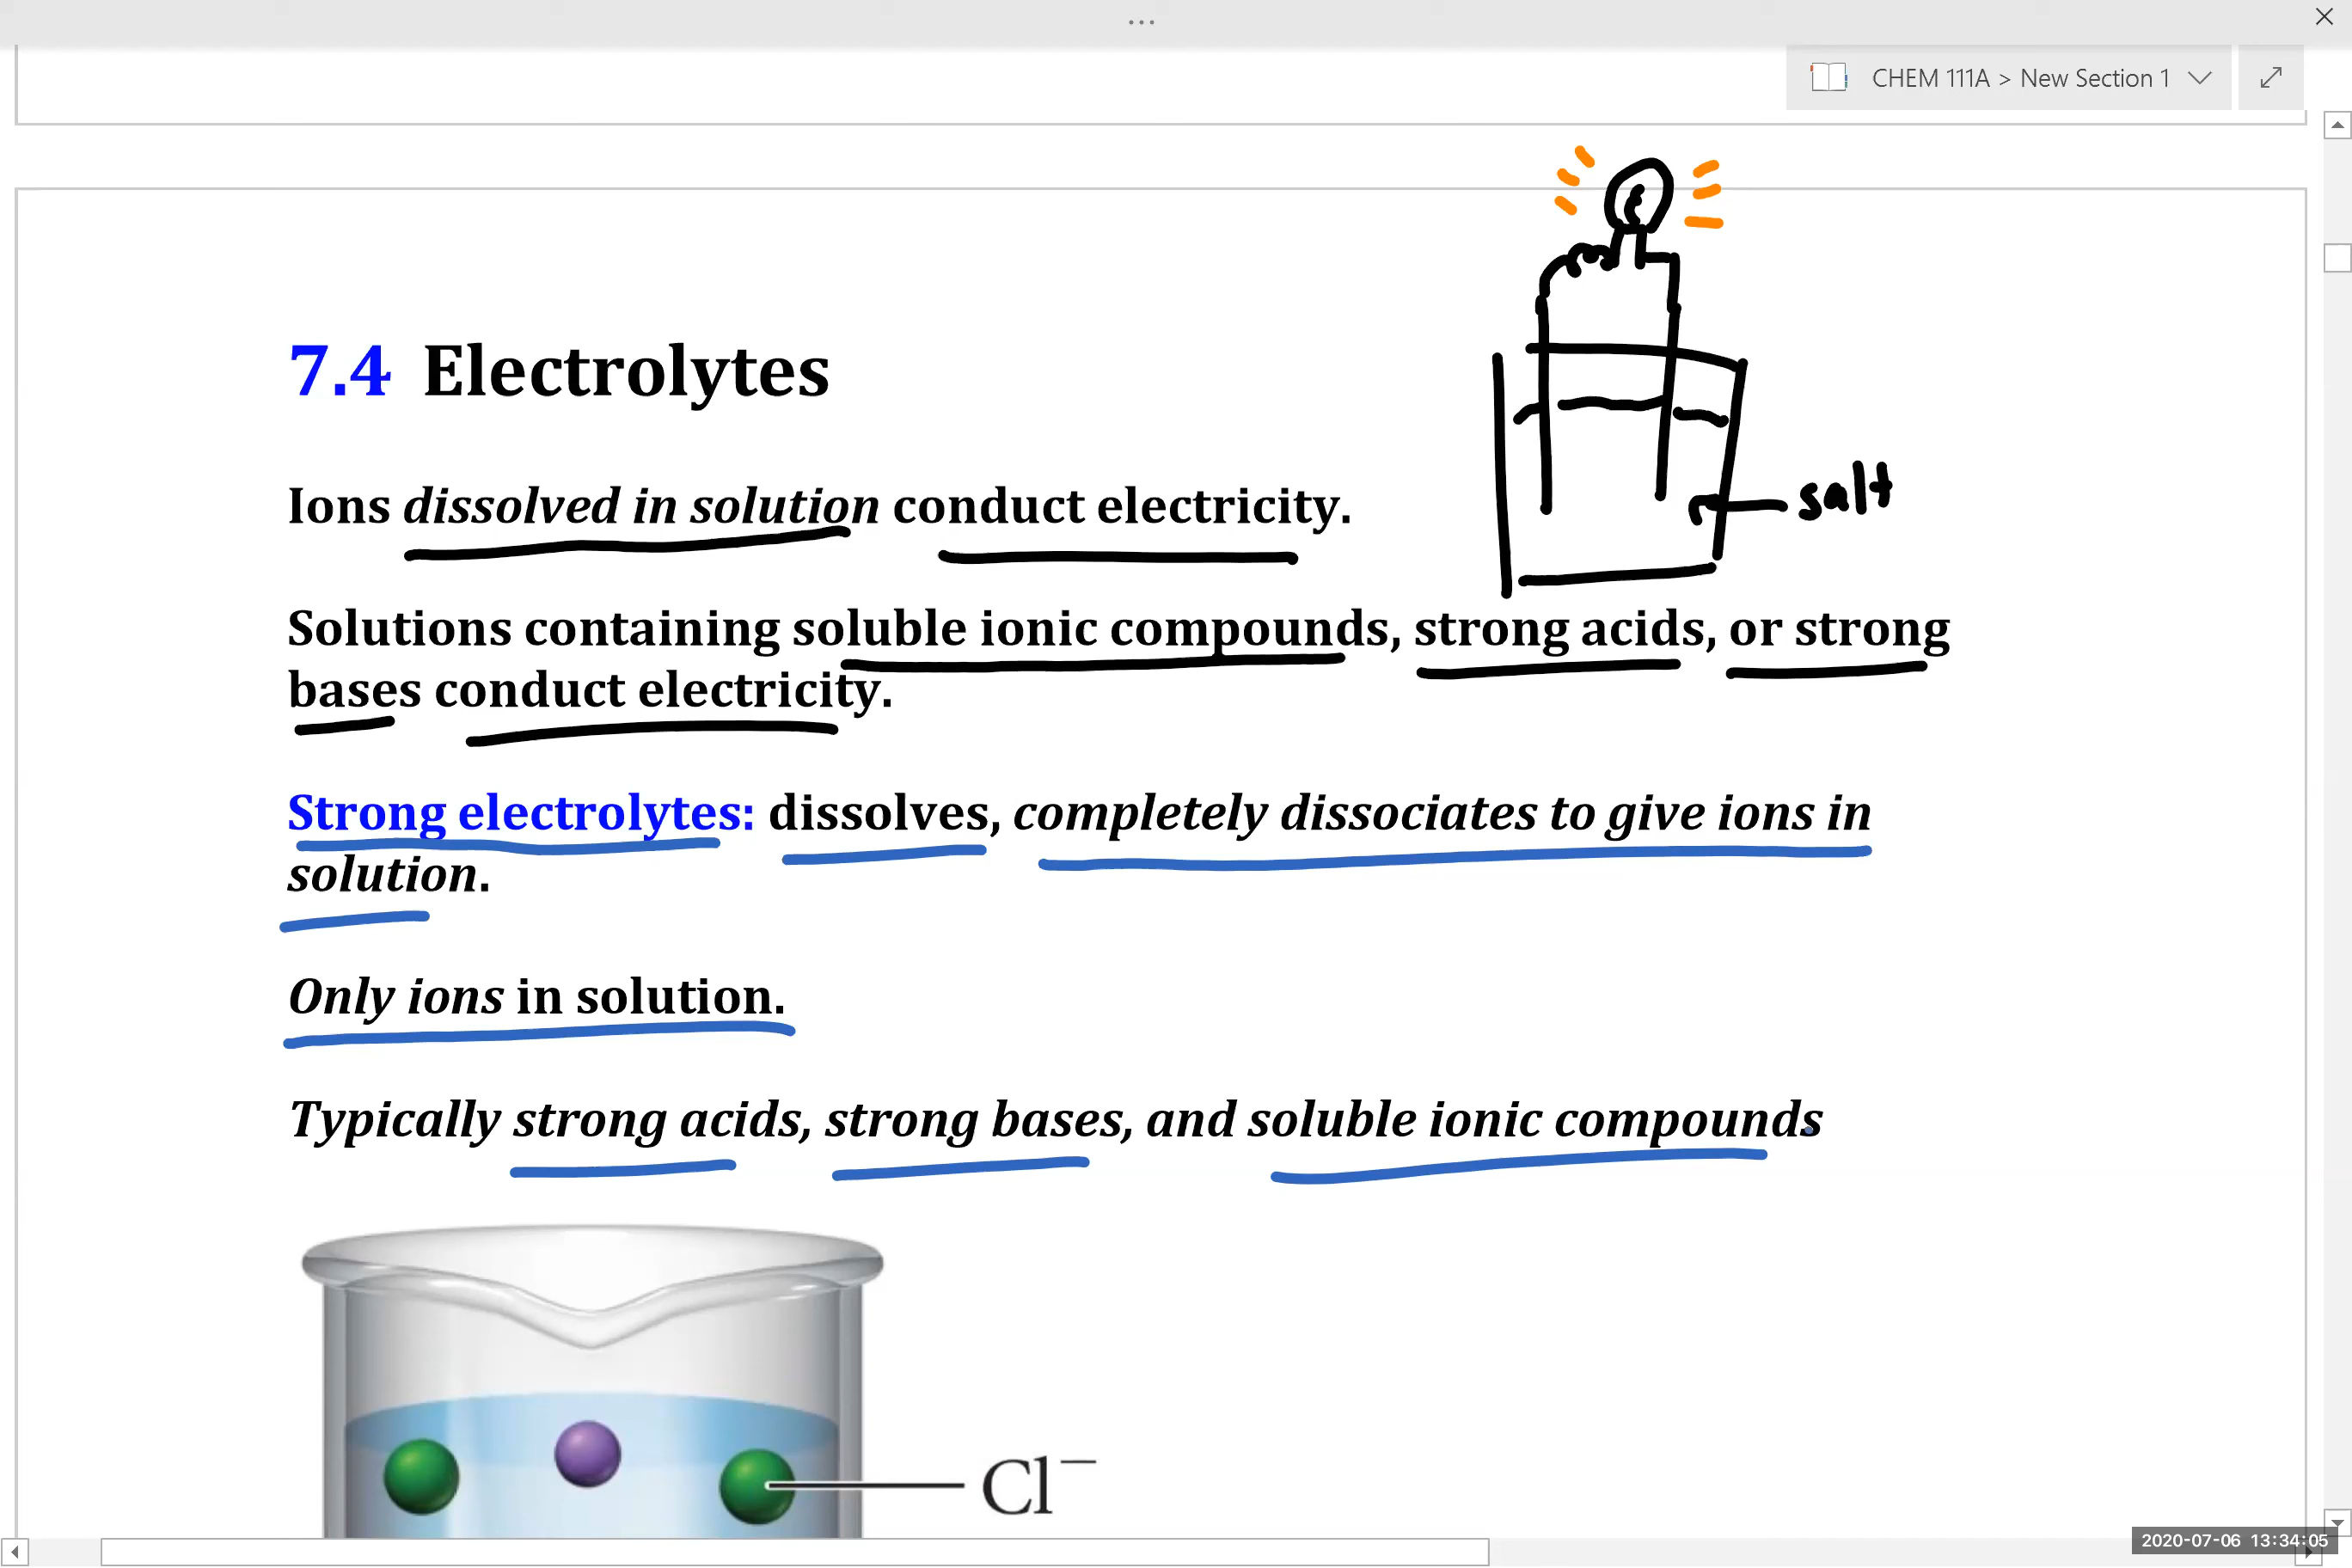 ...
CHEM 111A > New Section 1
7.4 Electrolytes
Ions dissolved in solution conduct electricity.
salt
Solutions containing soluble ionic compounds, strong acids, or strong
bases conduct electricity.
Strong electrolytes: dissolves, completely dissociates to give ions in
solution.
Only ions in solution.
Typically strong acids, strong bases, and soluble ionic compounds
Cl⁻
2020-07-06 13:34:05